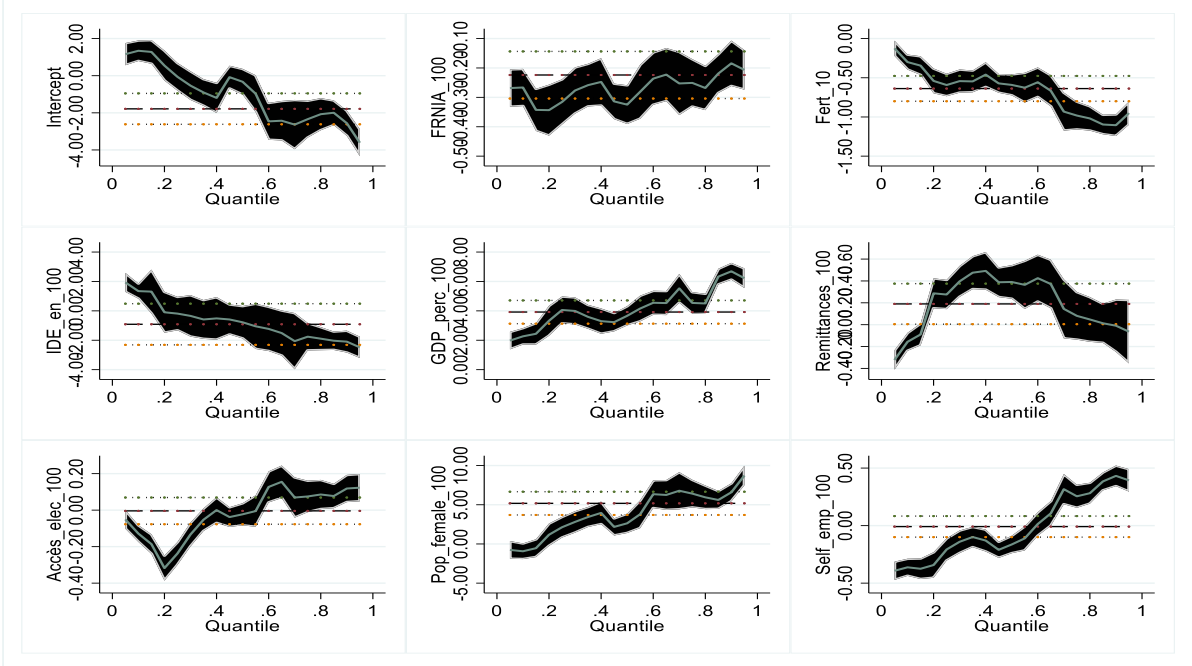 Intercept
-4.00 -2.00 0.00 2.00
0 .2 .4 .6 .8 1
Quantile
FRNIA_100
-0.50 -0.40 -0.30 -0.20 -0.10
0 .2 .4 .6 .8 1
Quantile
Fert_10
-1.50 -1.00 -0.50 0.00
0 .2 .4 .6 .8 1
Quantile
IDE_en_100
-4.00 -2.00 0.00 2.00 4.00
0 .2 .4 .6 .8 1
Quantile
GDP_perc_100
0.00 2.00 4.00 6.00 8.00
0 .2 .4 .6 .8 1
Quantile
Remittances_100
-0.40 -0.20 0.00 0.20 0.40 0.60
0 .2 .4 .6 .8 1
Quantile
Accès_elec_100
-0.40 -0.20 0.00 0.20
0 .2 .4 .6 .8 1
Quantile
Pop_female_100
-5.00 0.00 5.00 10.00
0 .2 .4 .6 .8 1
Quantile
Self_emp_100
-0.50 0.00 0.50
0 .2 .4 .6 .8 1
Quantile